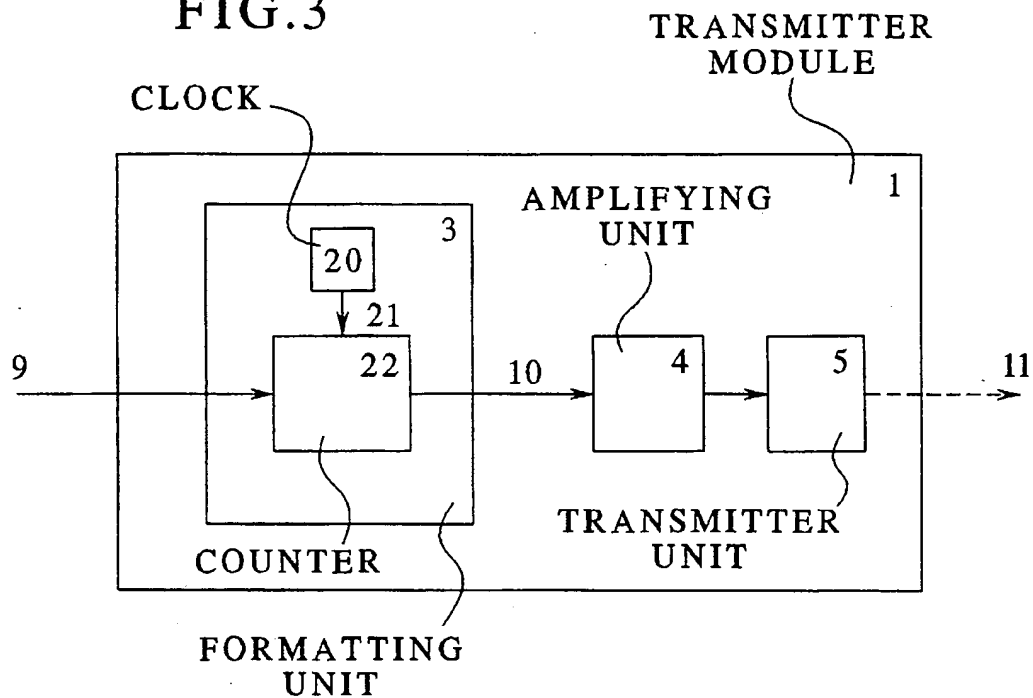 FIG.3
TRANSMITTER
MODULE
CLOCK
1
AMPLIFYING
UNIT
3
20
21
9
22
10
4
5
11
TRANSMITTER
UNIT
COUNTER
FORMATTING
UNIT